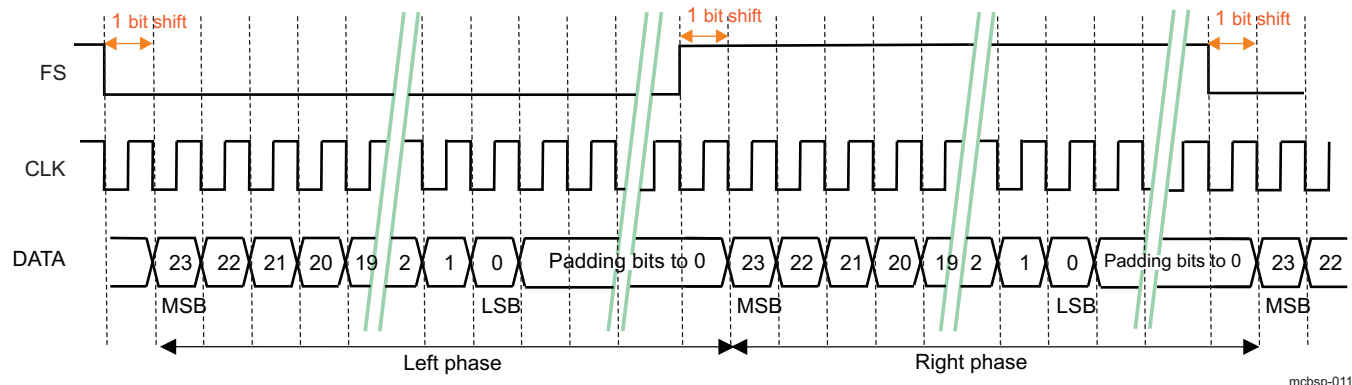 1 bit shift 1 bit shift 1 bit shift
FS
CLK
DATA 23 22 21 20 19 2 1 0 Padding bits to 0 23 22 21 20 19 2 1 0 Padding bits to 0 23 22
MSB LSB MSB LSB MSB
Left phase Right phase
mcbsp-011